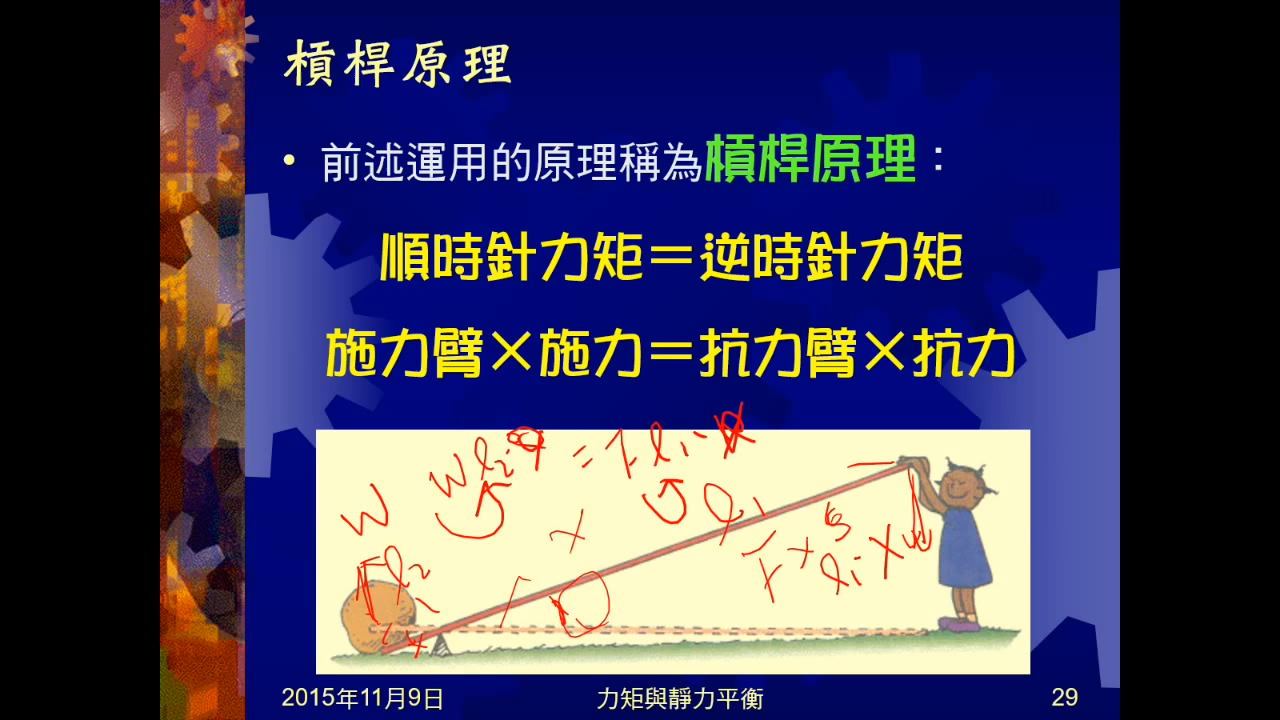 槓桿原理
• 前述運用的原理稱為槓桿原理：
順時針力矩＝逆時針力矩
施力臂×施力＝抗力臂×抗力
W
l2
l1
2015年11月9日
力矩與靜力平衡
29